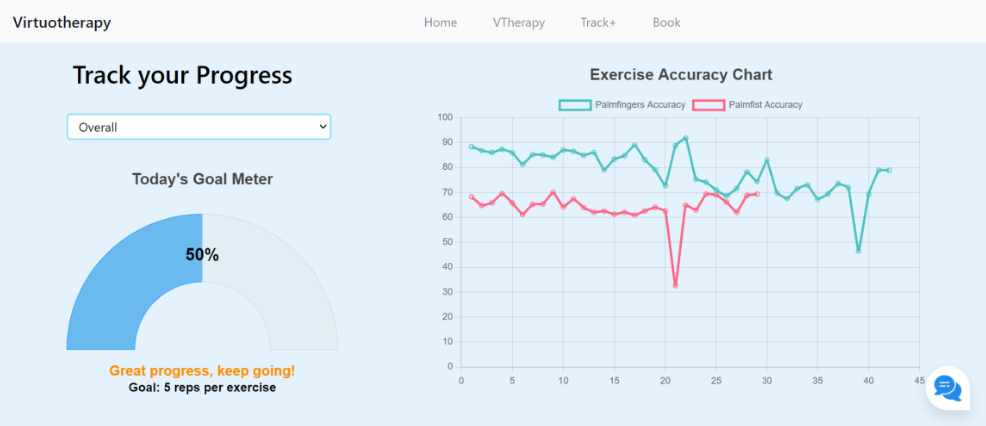 Virtuotherapy Home VTherapy Track+ Book
Track your Progress
Overall
Today's Goal Meter
50%
Great progress, keep going!
Goal: 5 reps per exercise
Exercise Accuracy Chart
Palmfingers Accuracy Palmfist Accuracy
100
90
80
70
60
50
40
30
20
10
0
0 5 10 15 20 25 30 35 40 45